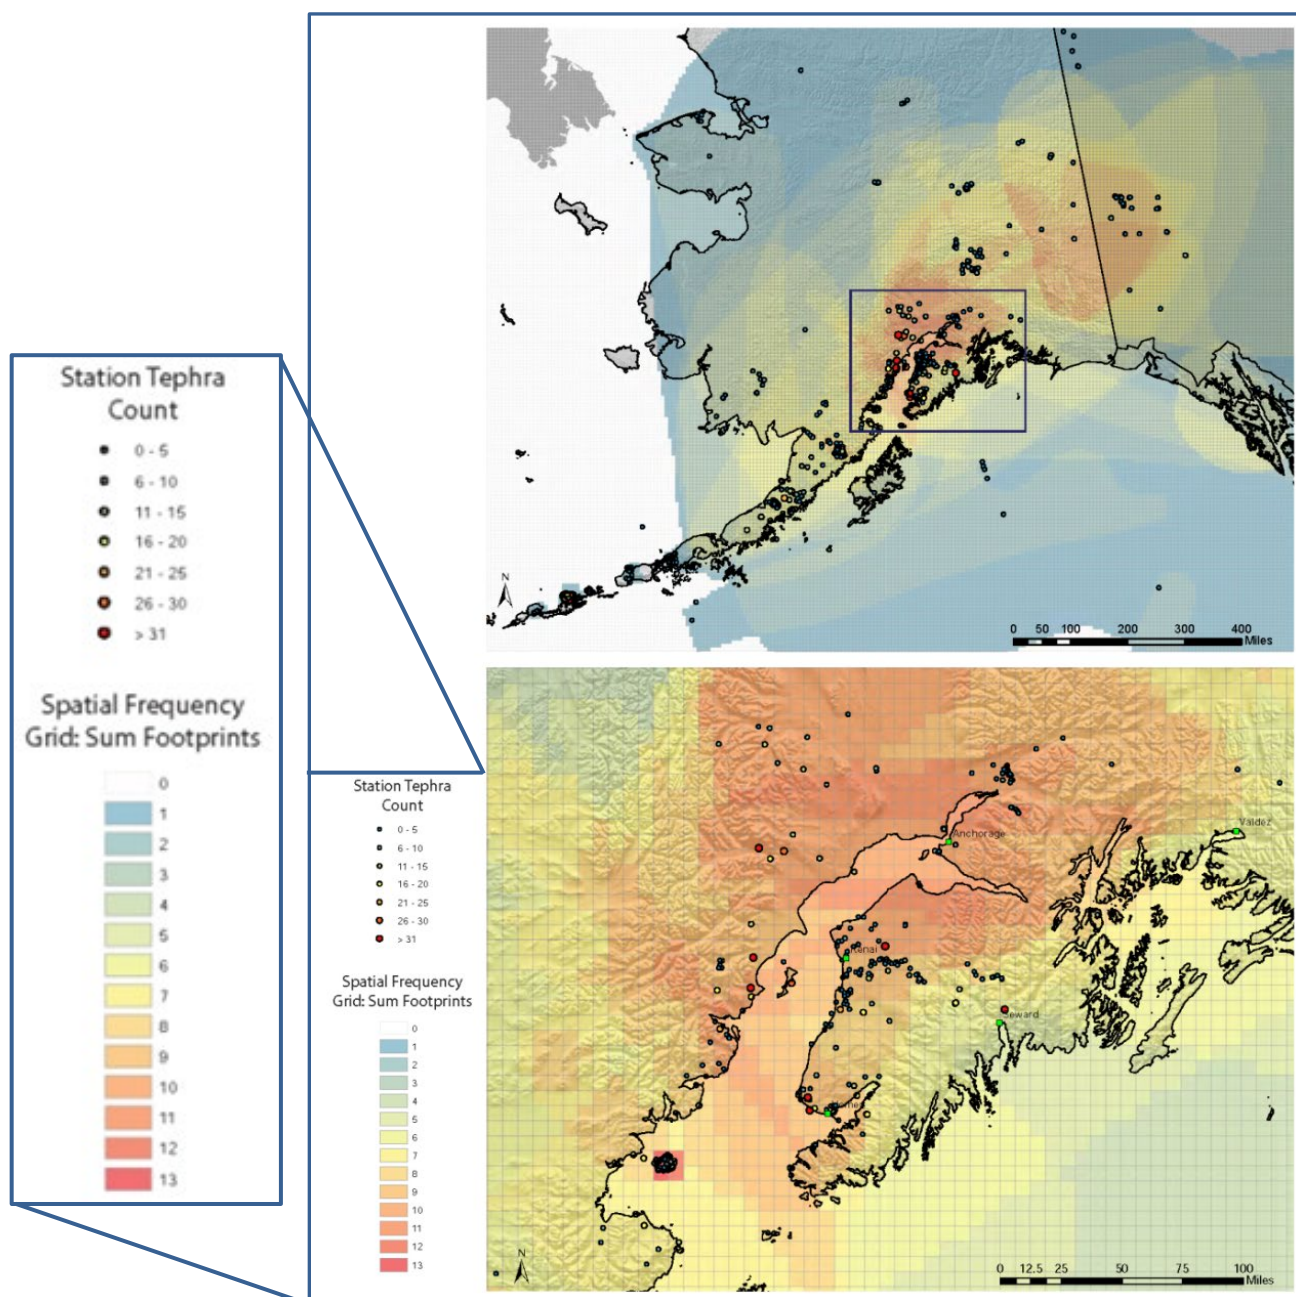 Station Tephra
Count
0 - 5
6 - 10
11 - 15
16 - 20
21 - 25
26 - 30
> 31
Spatial Frequency
Grid: Sum Footprints
0
1
2
3
4
5
6
7
8
9
10
11
12
13
N
0 50 100 200 300 400
Miles
Station Tephra
Count
0 - 5
6 - 10
11 - 15
16 - 20
21 - 25
26 - 30
> 31
Spatial Frequency
Grid: Sum Footprints
0
1
2
3
4
5
6
7
8
9
10
11
12
13
Valdez
Anchorage
Kenai
Seward
Homer
N
0 12.5 25 50 75 100
Miles